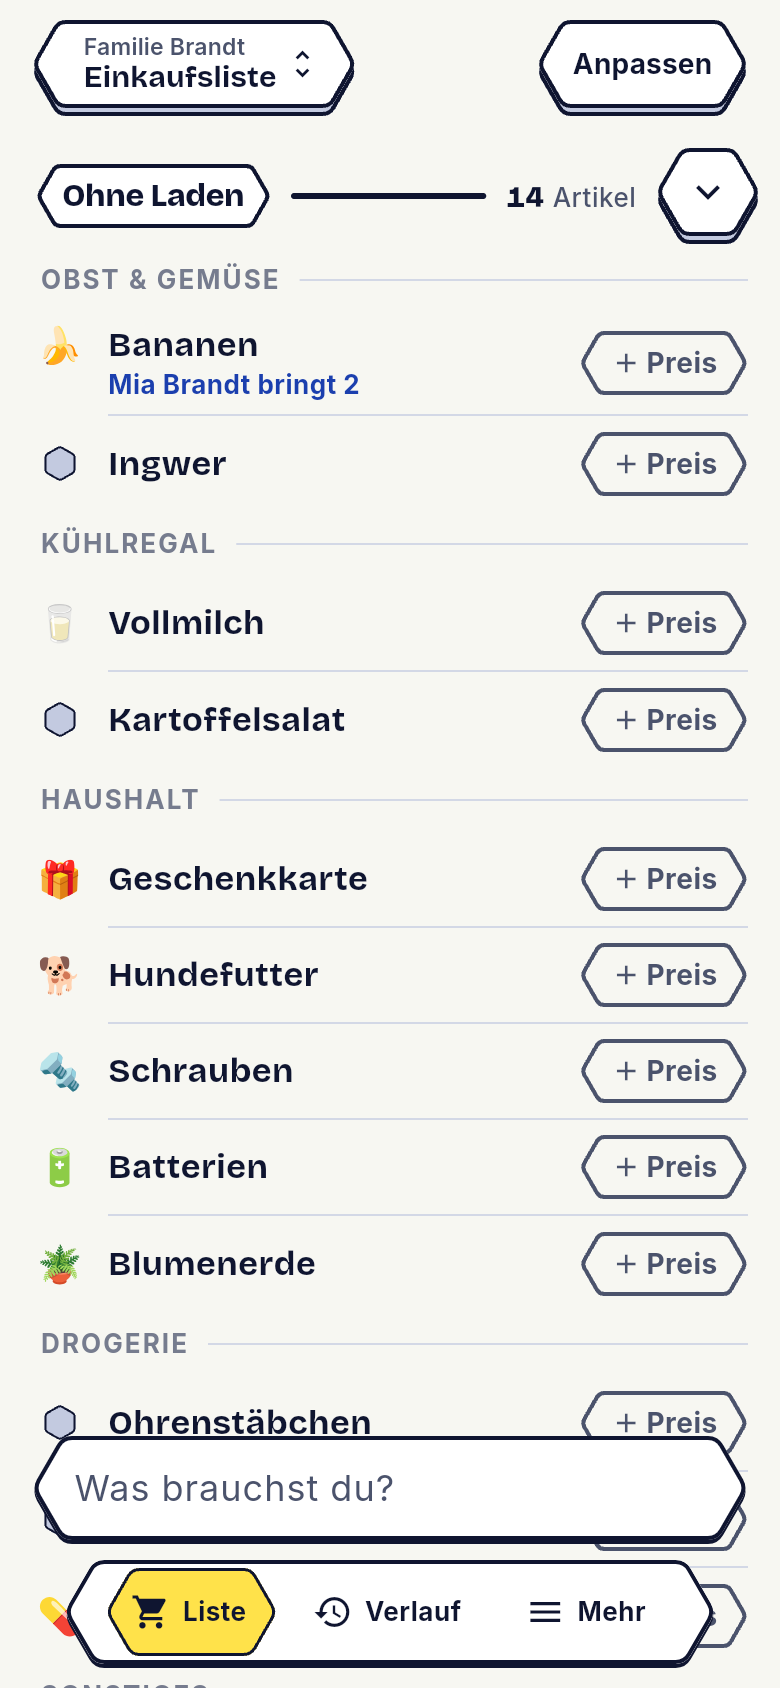 Familie Brandt
Einkaufsliste
Anpassen
Ohne Laden
14 Artikel
OBST & GEMÜSE
Bananen
Mia Brandt bringt 2
+ Preis
Ingwer
+ Preis
KÜHLREGAL
Vollmilch
+ Preis
Kartoffelsalat
+ Preis
HAUSHALT
Geschenkkarte
+ Preis
Hundefutter
+ Preis
Schrauben
+ Preis
Batterien
+ Preis
Blumenerde
+ Preis
DROGERIE
Ohrenstäbchen
+ Preis
Was brauchst du?
Liste
Verlauf
Mehr